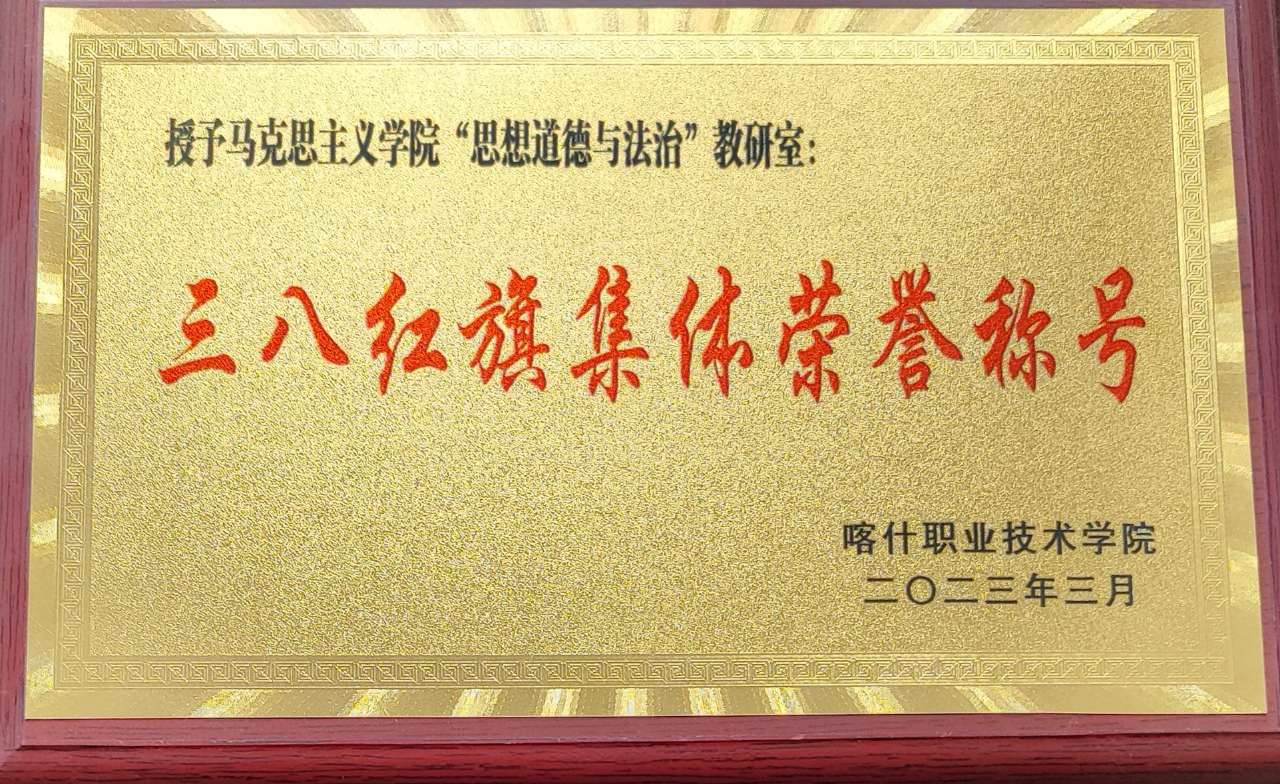 授予马克思主义学院“思想道德与法治”教研室：
三八红旗集体荣誉称号
喀什职业技术学院
二〇二三年三月